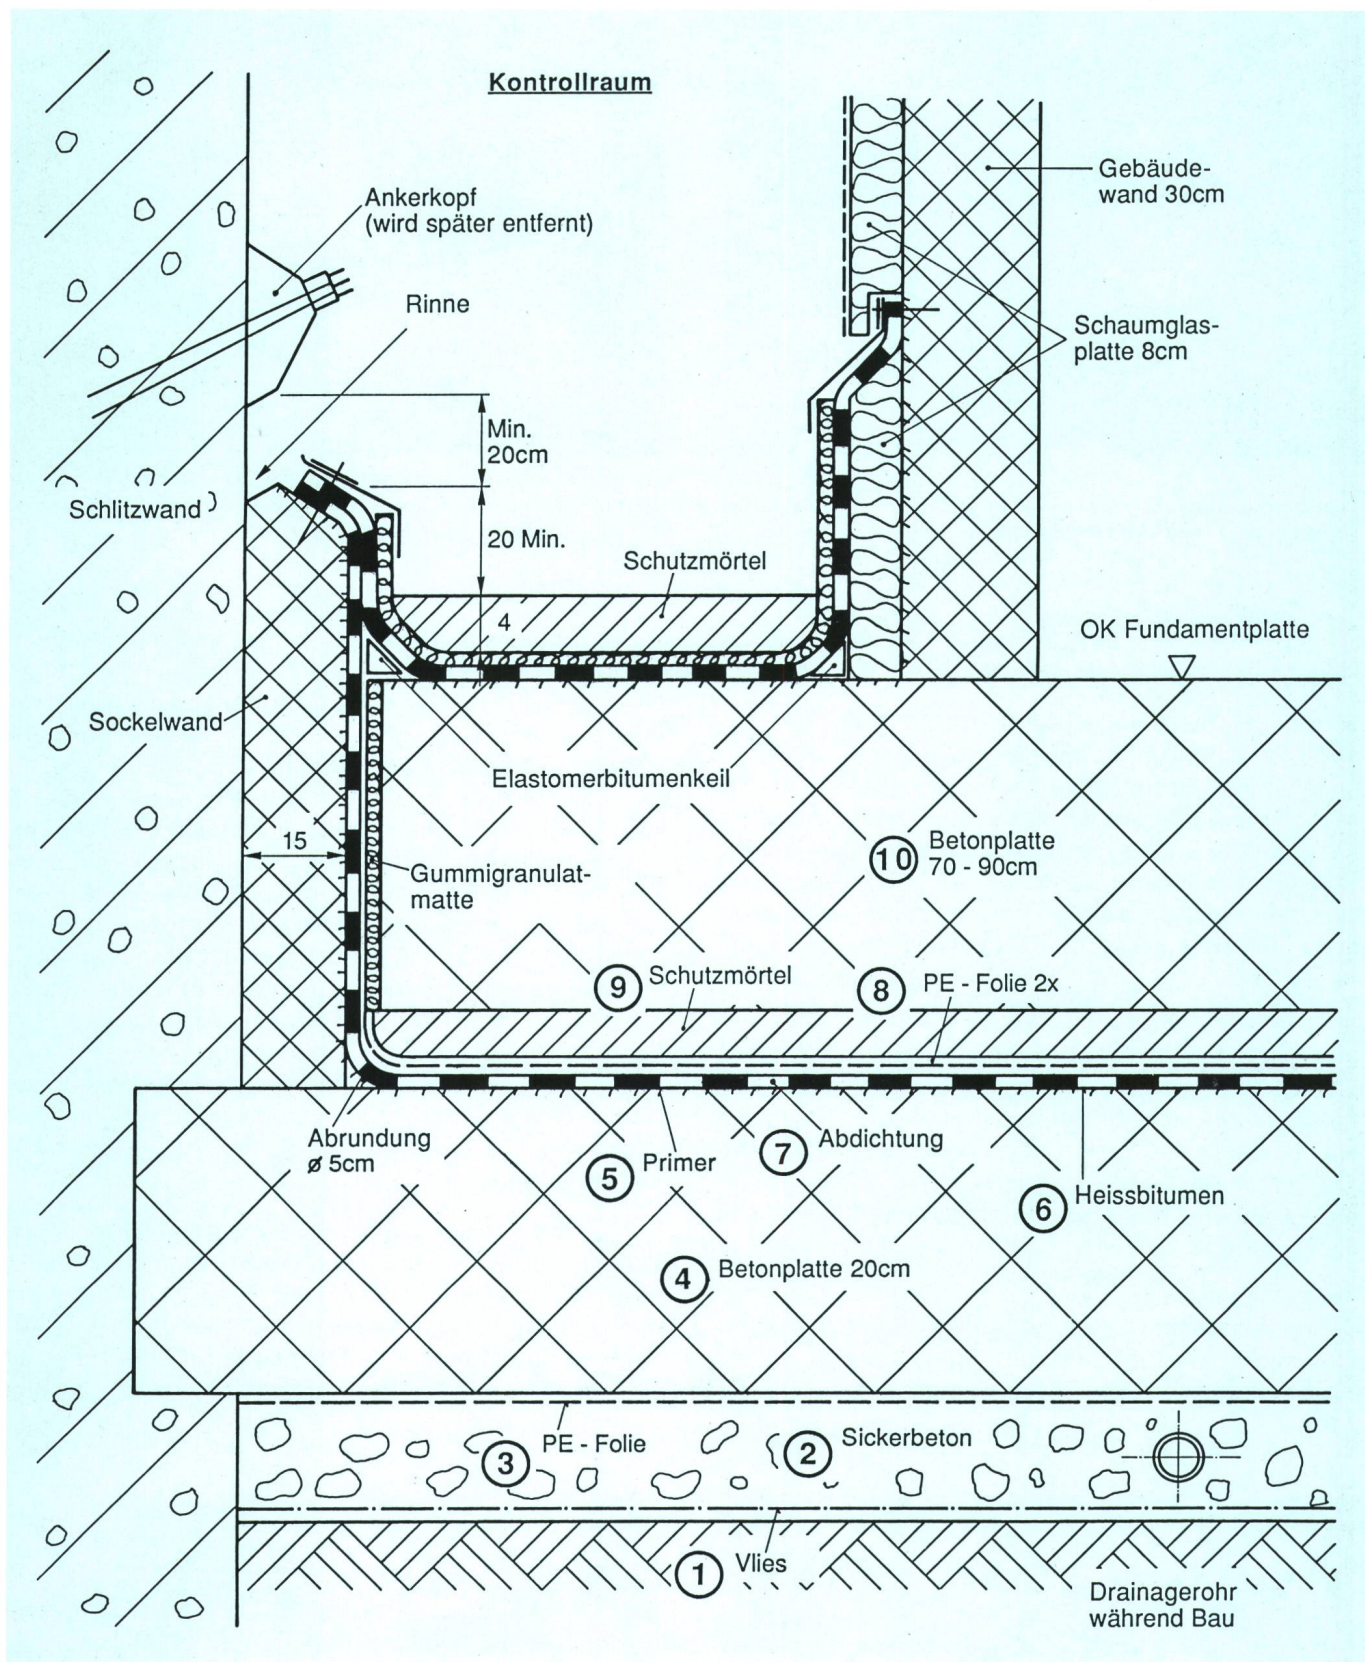 Kontrollraum
Gebäude-
wand 30cm
Ankerkopf
(wird später entfernt)
Rinne
Schaumglas-
platte 8cm
Min.
20cm
Schlitzwand
20 Min.
Schutzmörtel
4
OK Fundamentplatte
Sockelwand
Elastomerbitumenkeil
15
10 Betonplatte
70 - 90cm
Gummigranulat-
matte
9 Schutzmörtel
8 PE - Folie 2x
Abrundung
ø 5cm
5 Primer
7 Abdichtung
6 Heissbitumen
4 Betonplatte 20cm
3 PE - Folie
2 Sickerbeton
1 Vlies
Drainagerohr
während Bau